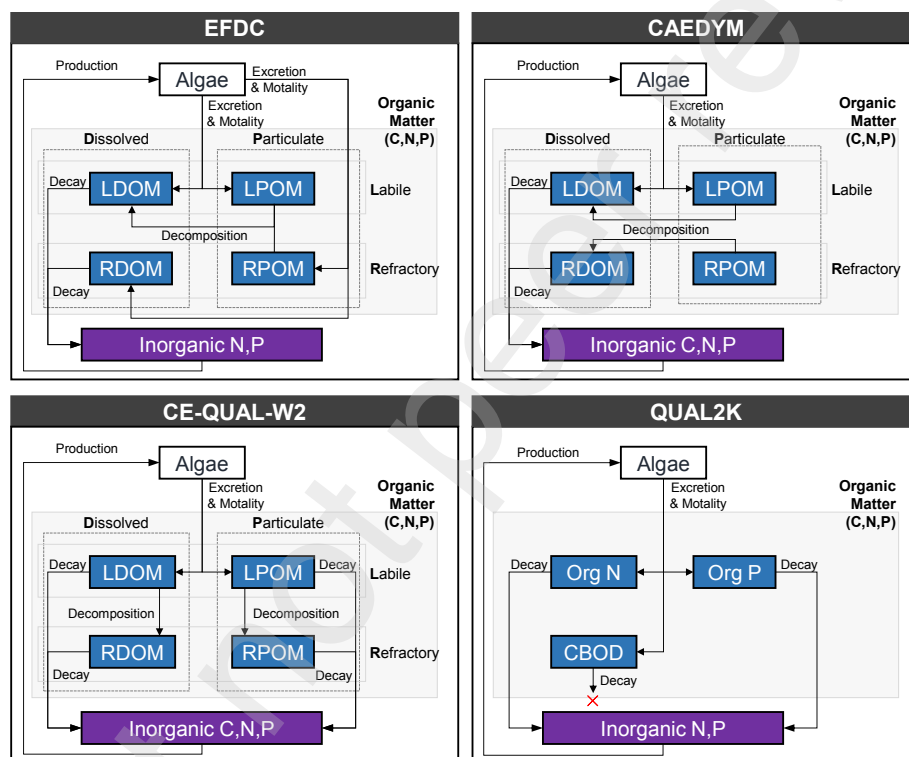 EFDC
Production
Algae
Excretion
& Motality
Excretion
& Motality
Organic
Matter
(C,N,P)
Dissolved
Particulate
Decay
LDOM
LPOM
Labile
Decomposition
RDOM
RPOM
Refractory
Decay
Inorganic N,P
CAEDYM
Production
Algae
Excretion
& Motality
Organic
Matter
(C,N,P)
Dissolved
Particulate
Decay
LDOM
LPOM
Labile
Decomposition
RDOM
RPOM
Refractory
Decay
Inorganic C,N,P
CE-QUAL-W2
Production
Algae
Excretion
& Motality
Organic
Matter
(C,N,P)
Dissolved
Particulate
Decay
LDOM
LPOM
Decay
Labile
Decomposition
Decomposition
RDOM
RPOM
Refractory
Decay
Decay
Inorganic C,N,P
QUAL2K
Production
Algae
Excretion
& Motality
Organic
Matter
(C,N,P)
Decay
Org N
Org P
Decay
CBOD
Decay
Inorganic N,P
not peer re